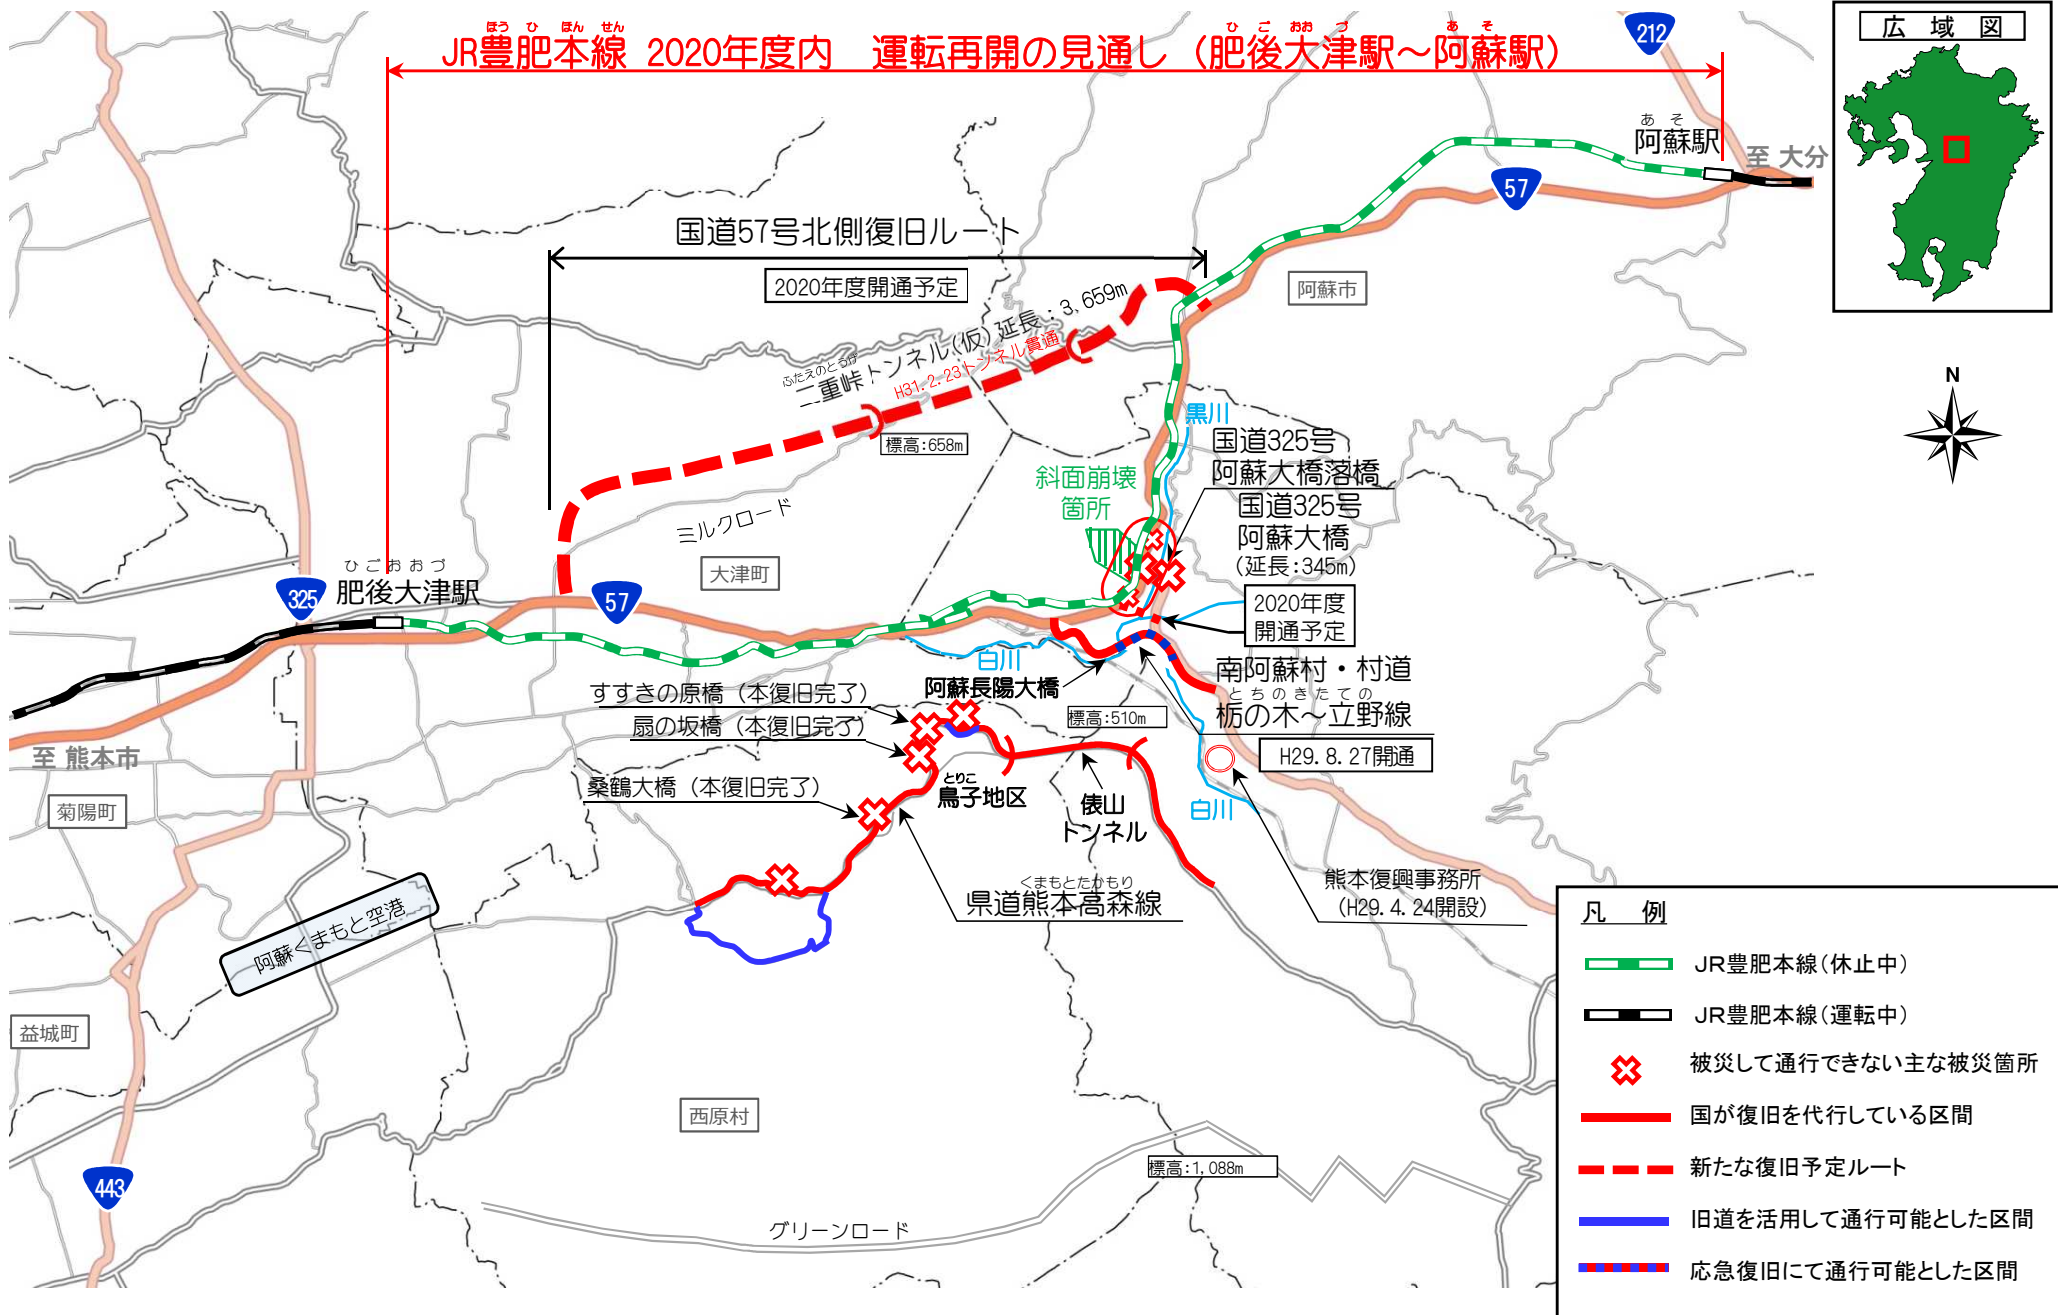 ほう ひ ほん せん
ひ ご おお づ
あ そ
JR豊肥本線 2020年度内 運転再開の見通し（肥後大津駅～阿蘇駅）
212
広 域 図
あ そ
阿蘇駅
至 大分
57
国道57号北側復旧ルート
2020年度開通予定
阿蘇市
ふたえのとうげ
二重峠トンネル(仮)延長：3,659m
H31.2.23トンネル貫通
標高:658m
N
黒川
国道325号
阿蘇大橋落橋
斜面崩壊
箇所
国道325号
阿蘇大橋
(延長:345m)
ミルクロード
大津町
ひごおおづ
肥後大津駅
325
57
2020年度
開通予定
白川
阿蘇長陽大橋
南阿蘇村・村道
とちのきたての
栃の木～立野線
H29.8.27開通
標高:510m
すすきの原橋（本復旧完了）
扇の坂橋（本復旧完了）
桑鶴大橋（本復旧完了）
とりこ
鳥子地区
俵山
トンネル
白川
至 熊本市
菊陽町
くまもとたかもり
県道熊本高森線
熊本復興事務所
（H29.4.24開設）
阿蘇くまもと空港
益城町
西原村
標高:1,088m
443
グリーンロード
凡 例
JR豊肥本線（休止中）
JR豊肥本線（運転中）
被災して通行できない主な被災箇所
国が復旧を代行している区間
新たな復旧予定ルート
旧道を活用して通行可能とした区間
応急復旧にて通行可能とした区間